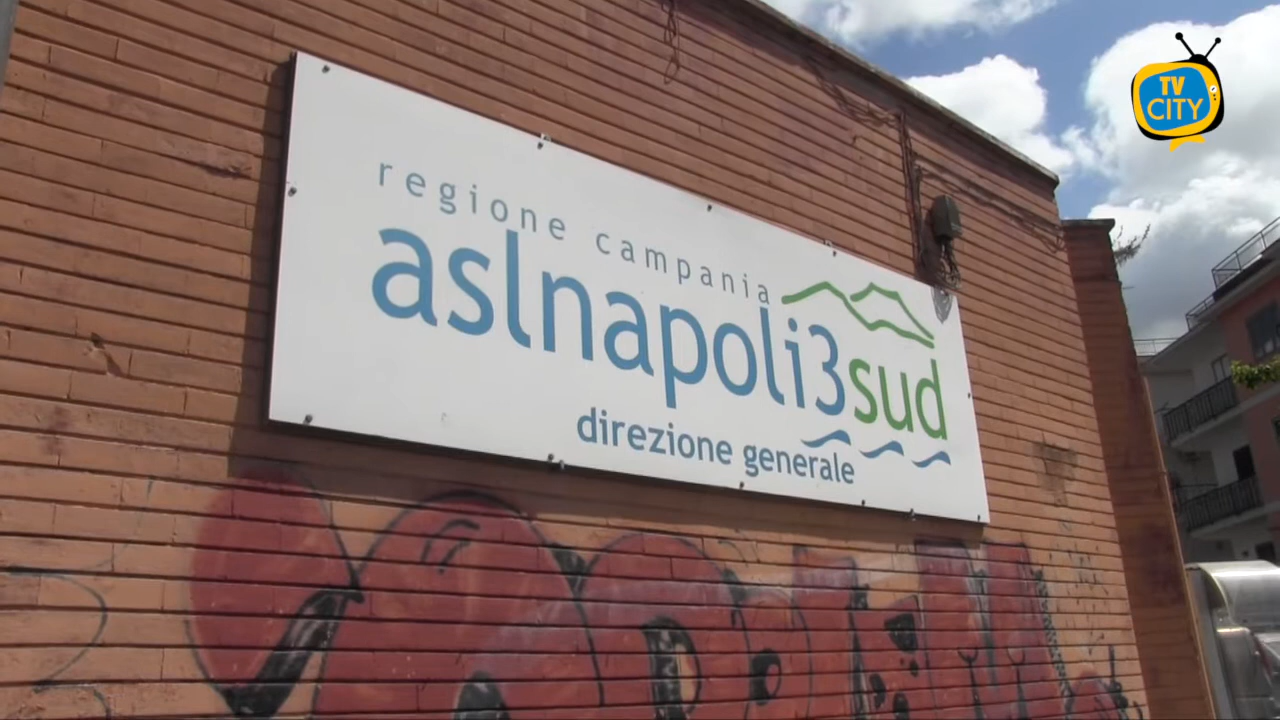 TV
CITY
regione campania
aslnapoli3sud
direzione generale